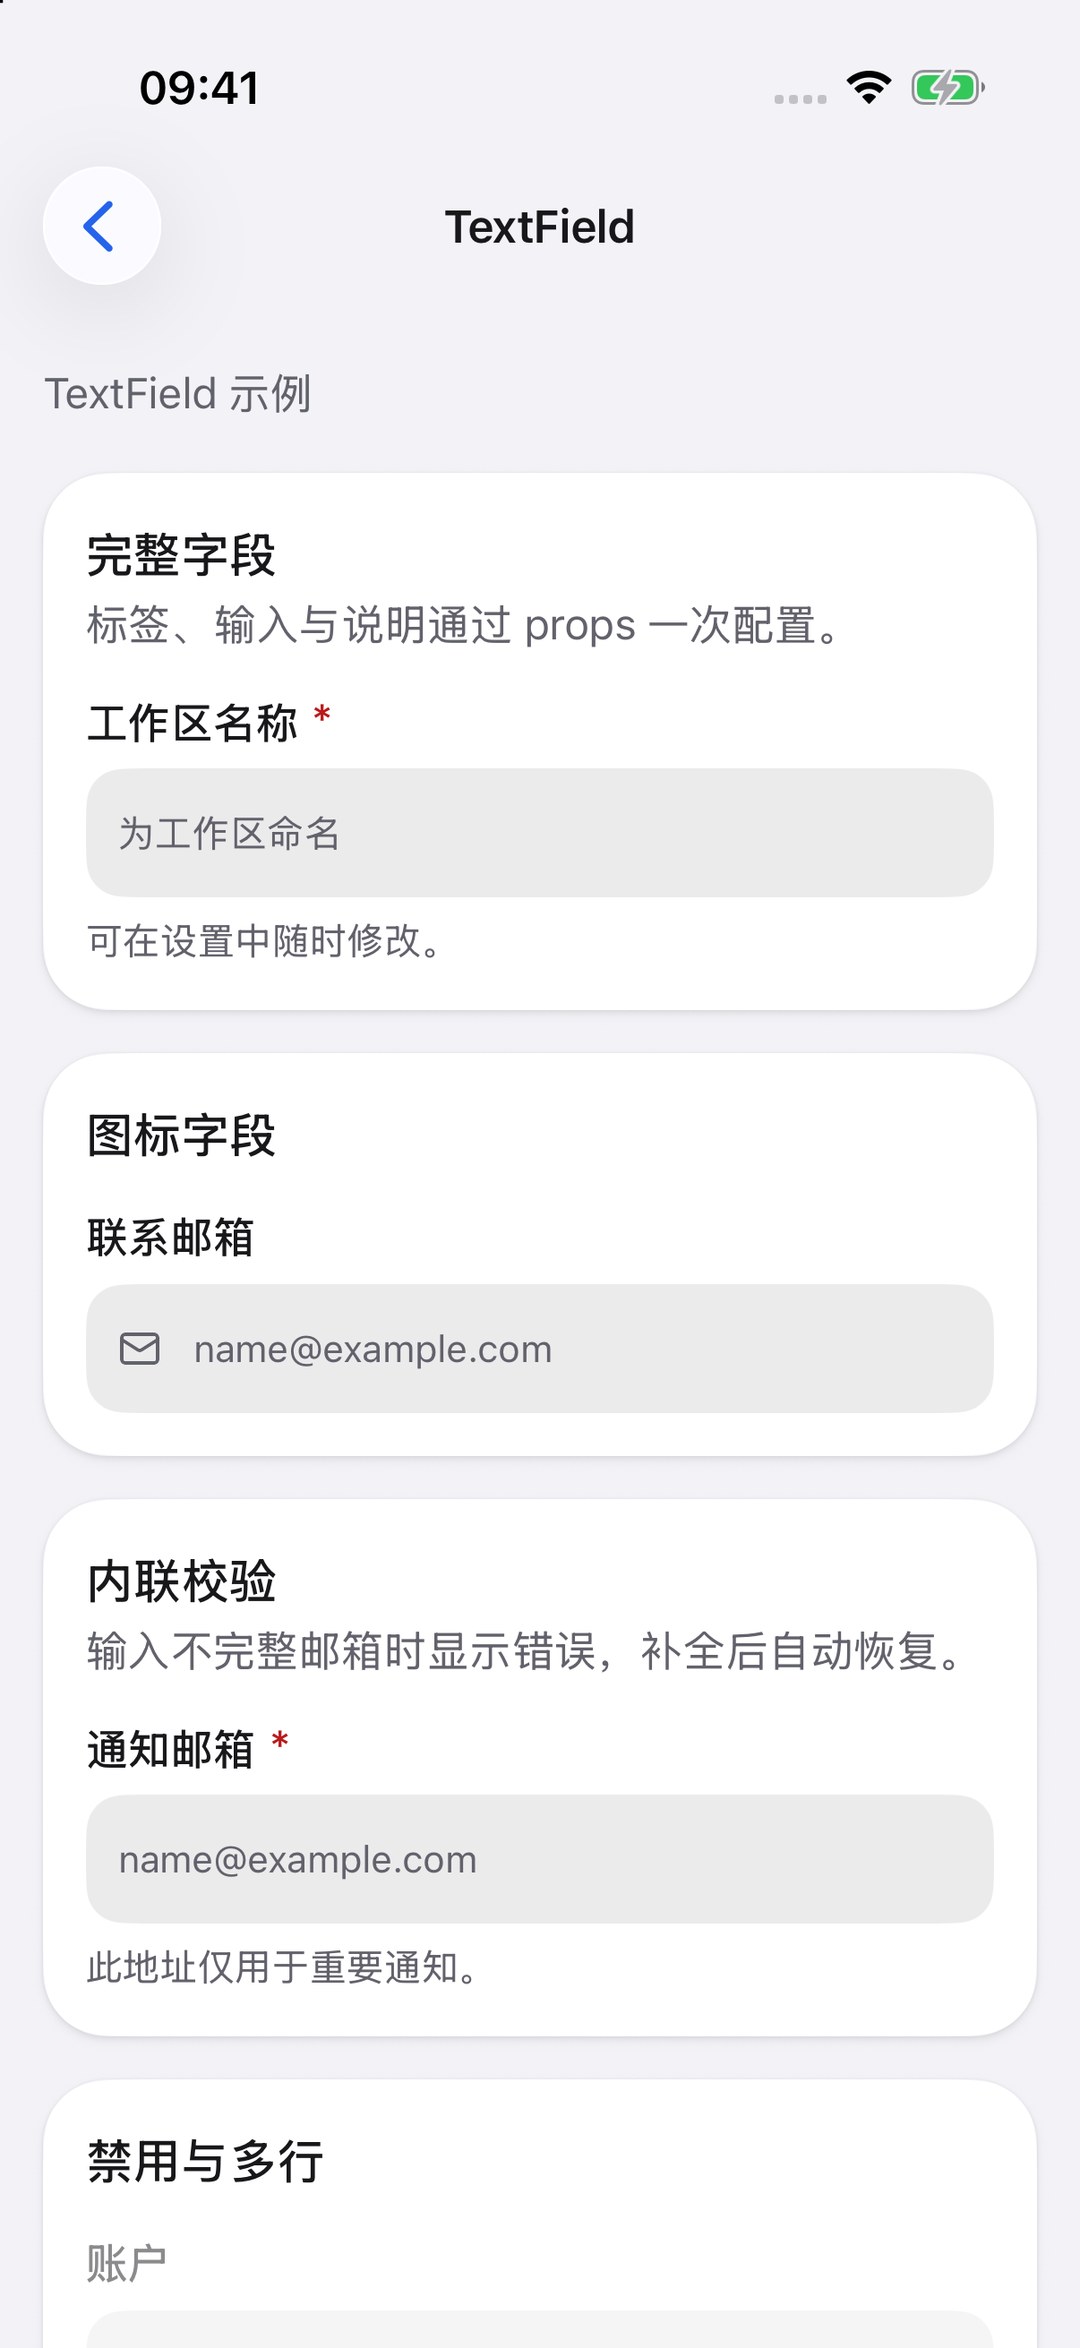 09:41
TextField
TextField 示例
完整字段
标签、输入与说明通过 props 一次配置。
工作区名称 *
为工作区命名
可在设置中随时修改。
图标字段
联系邮箱
name@example.com
内联校验
输入不完整邮箱时显示错误，补全后自动恢复。
通知邮箱 *
name@example.com
此地址仅用于重要通知。
禁用与多行
账户